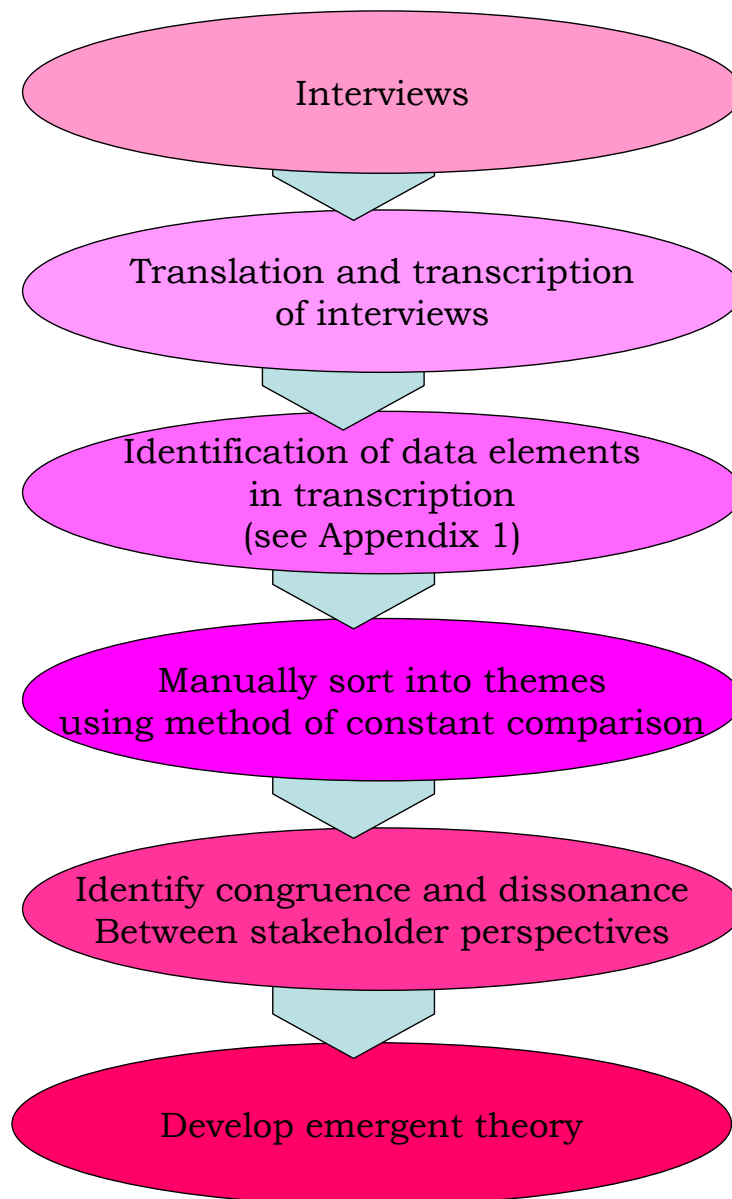 Interviews
Translation and transcription
of interviews
Identification of data elements
in transcription
(see Appendix 1)
Manually sort into themes
using method of constant comparison
Identify congruence and dissonance
Between stakeholder perspectives
Develop emergent theory